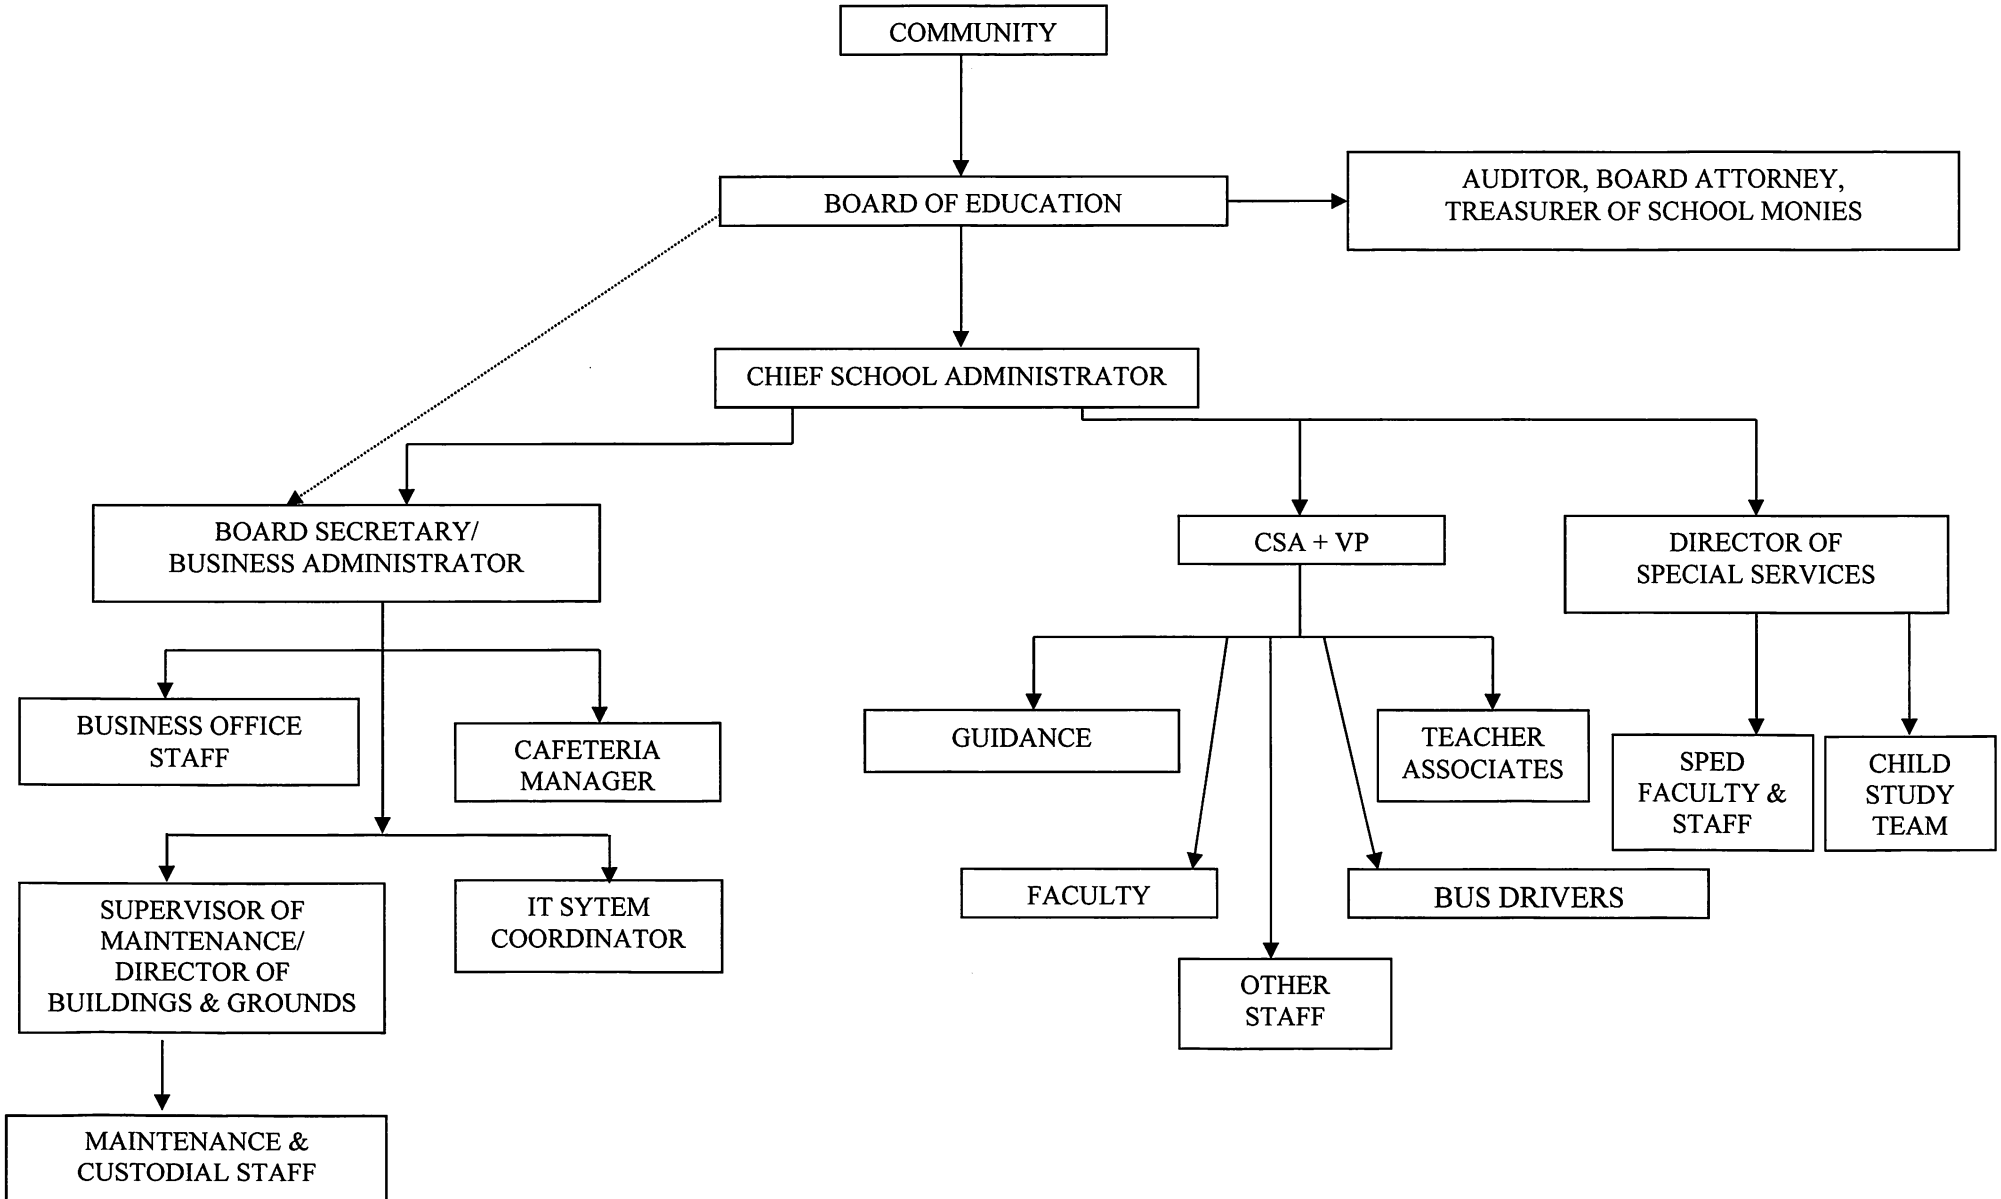 COMMUNITY
BOARD OF EDUCATION
AUDITOR, BOARD ATTORNEY,
TREASURER OF SCHOOL MONIES
CHIEF SCHOOL ADMINISTRATOR
BOARD SECRETARY/
BUSINESS ADMINISTRATOR
CSA + VP
DIRECTOR OF
SPECIAL SERVICES
BUSINESS OFFICE
STAFF
CAFETERIA
MANAGER
GUIDANCE
TEACHER
ASSOCIATES
SPED
FACULTY &
STAFF
CHILD
STUDY
TEAM
SUPERVISOR OF
MAINTENANCE/
DIRECTOR OF
BUILDINGS & GROUNDS
IT SYTEM
COORDINATOR
FACULTY
BUS DRIVERS
OTHER
STAFF
MAINTENANCE &
CUSTODIAL STAFF